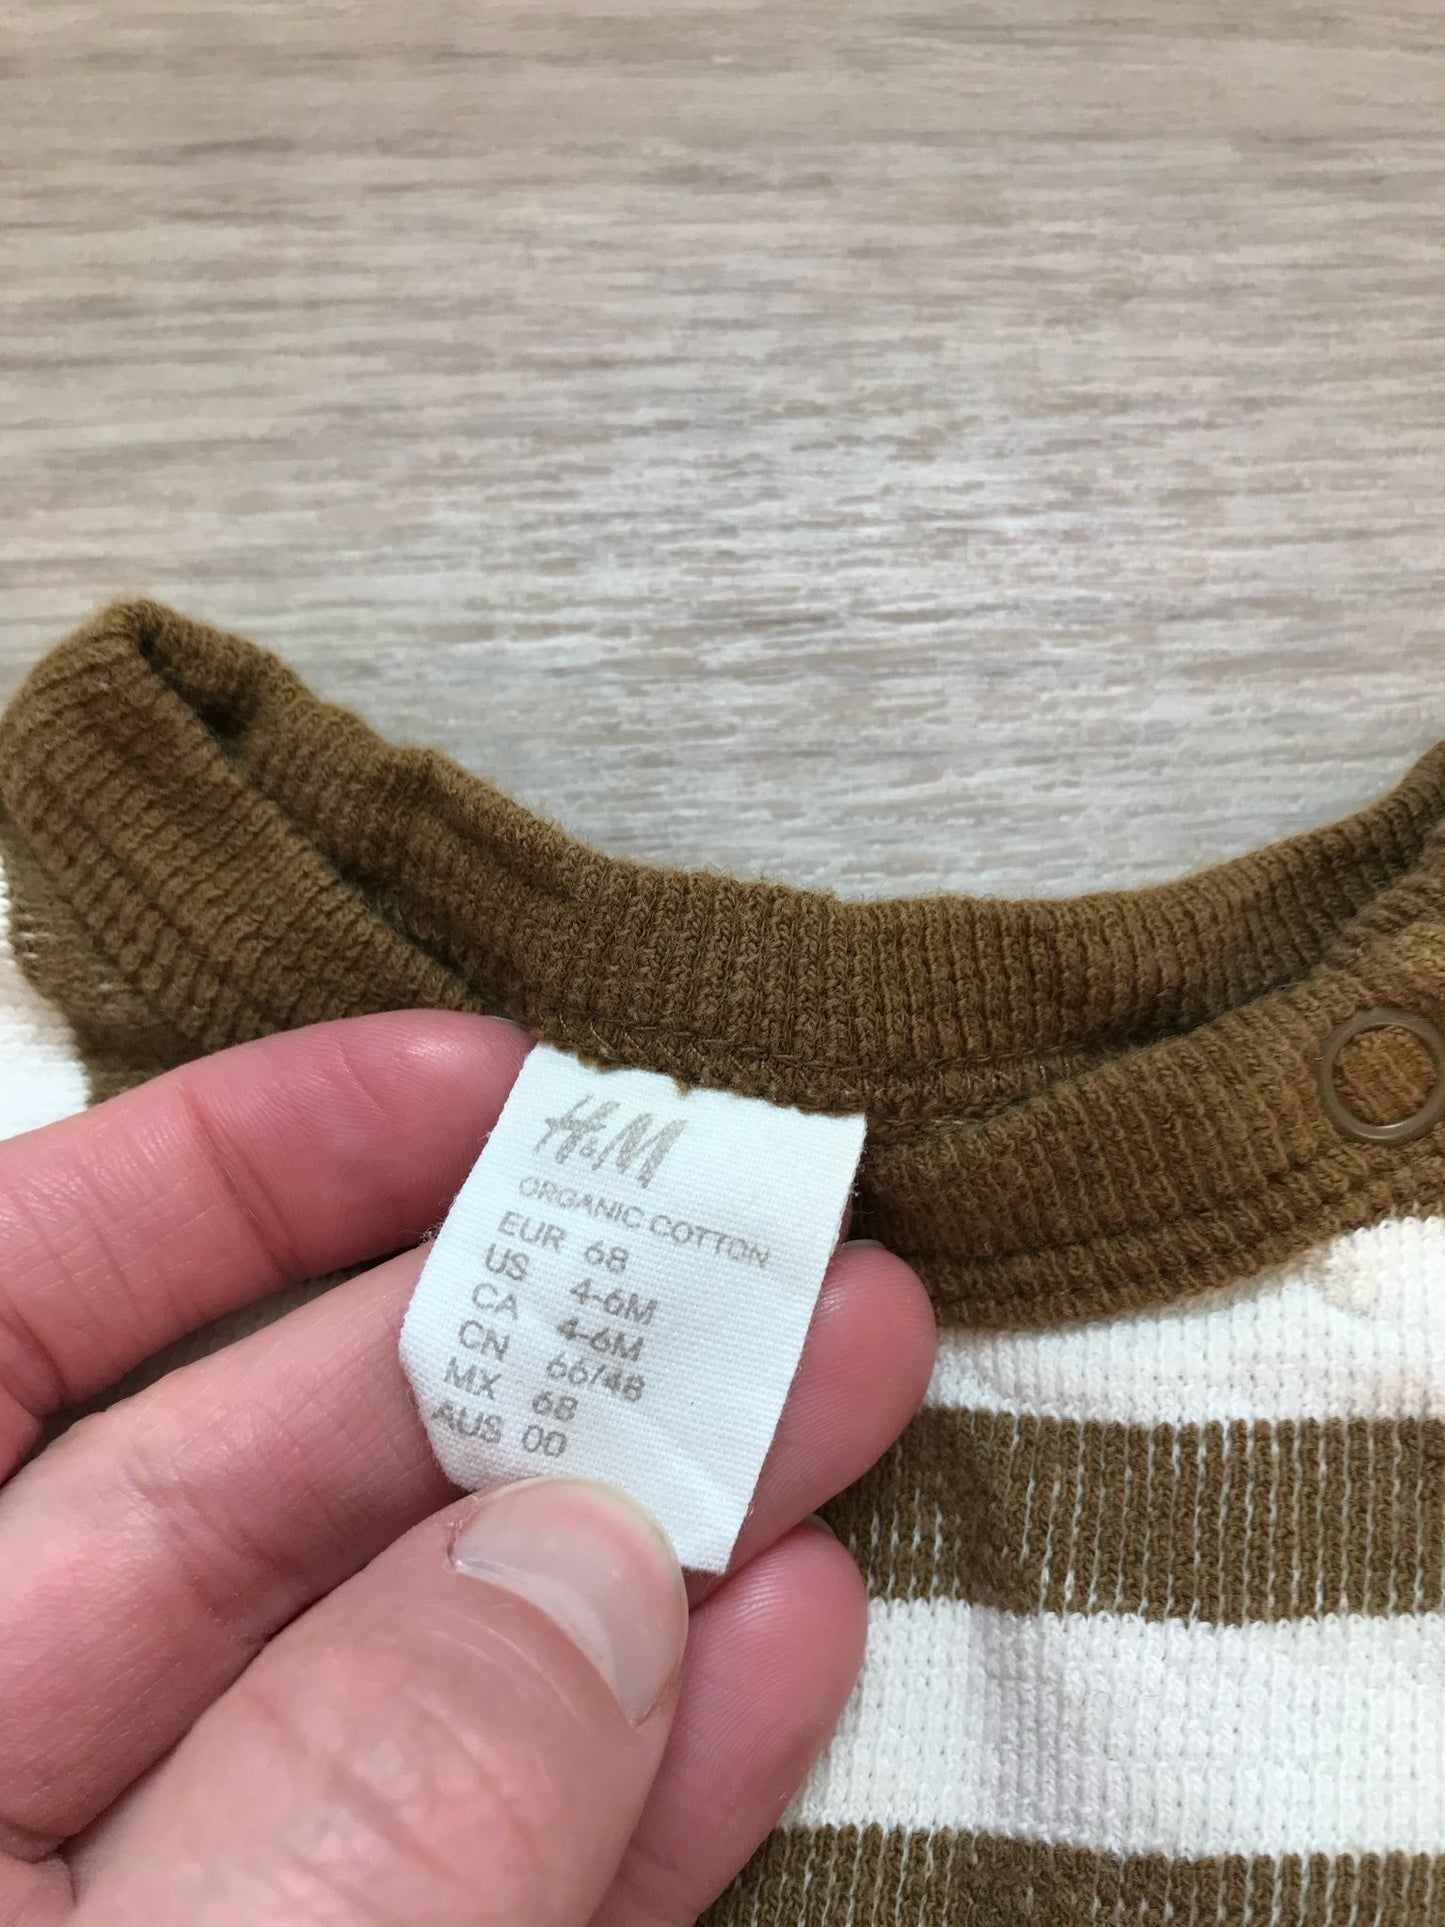 H&M
ORGANIC COTTON
EUR 68
US 4-6M
CA 4-6M
CN 66/48
MX 68
AUS 00